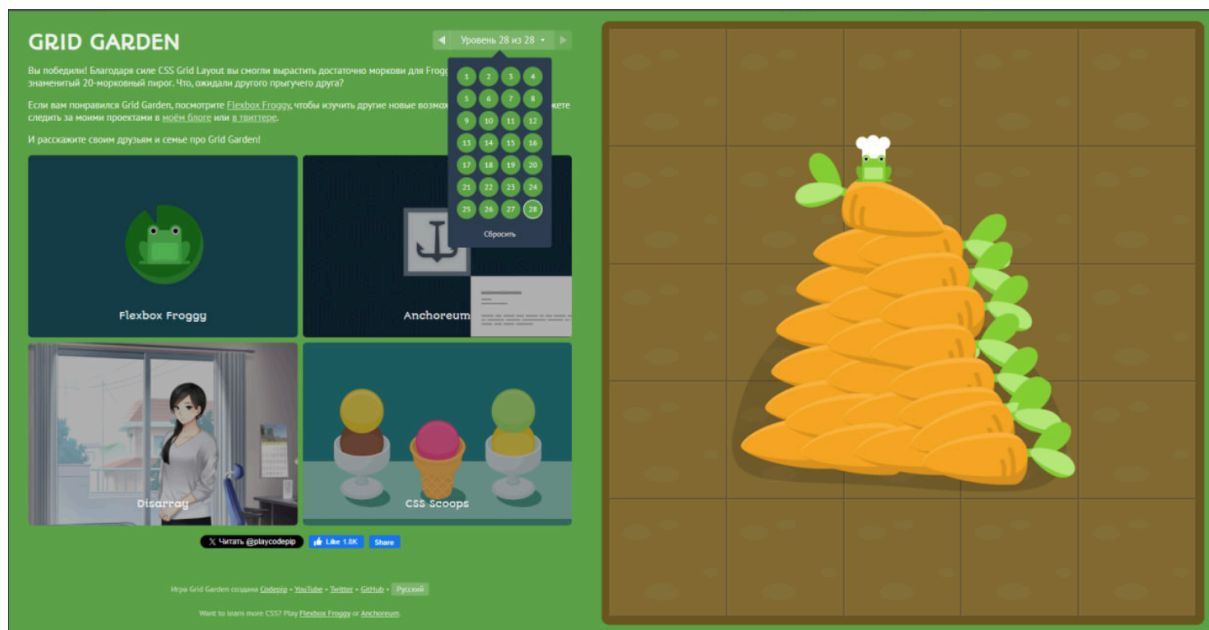 GRID GARDEN
Уровень 28 из 28
Вы победили! Благодаря силе CSS Grid Layout вы смогли вырастить достаточно моркови для Frog
знаменитый 20-морковный пирог. Что, ожидали другого прыгучего друга?
Если вам понравился Grid Garden, посмотрите Flexbox Froggy, чтобы изучить другие новые возмож жете
следить за моими проектами в моём блоге или в твиттере.
И расскажите своим друзьям и семье про Grid Garden!
1 2 3 4
5 6 7 8
9 10 11 12
13 14 15 16
17 18 19 20
21 22 23 24
25 26 27 28
Сбросить
Flexbox Froggy
Anchoreum
Disarray
CSS Scoops
Читать @playcodepip
Like 1.8K
Share
Игра Grid Garden создана Codepip • YouTube • Twitter • GitHub • Русский
Want to learn more CSS? Play Flexbox Froggy or Anchoreum.